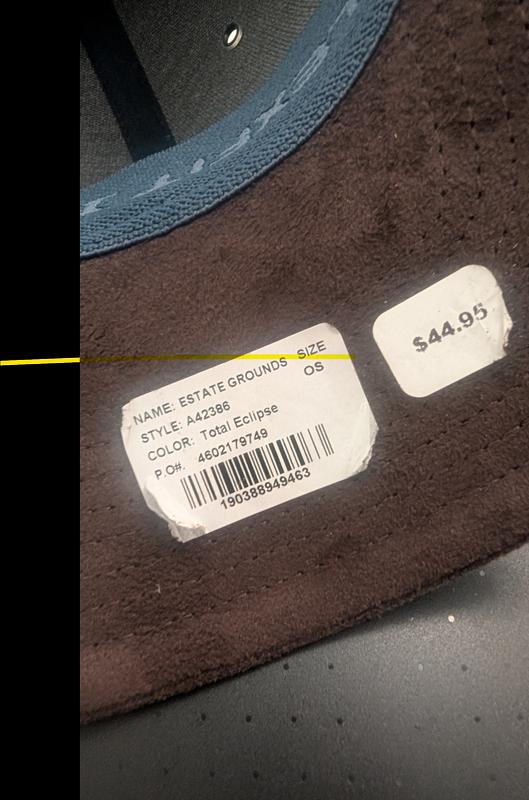 NAME: ESTATE GROUNDS SIZE
STYLE: A42386 OS
COLOR: Total Eclipse
P.O#: 4602179749
190388949463
$44.95